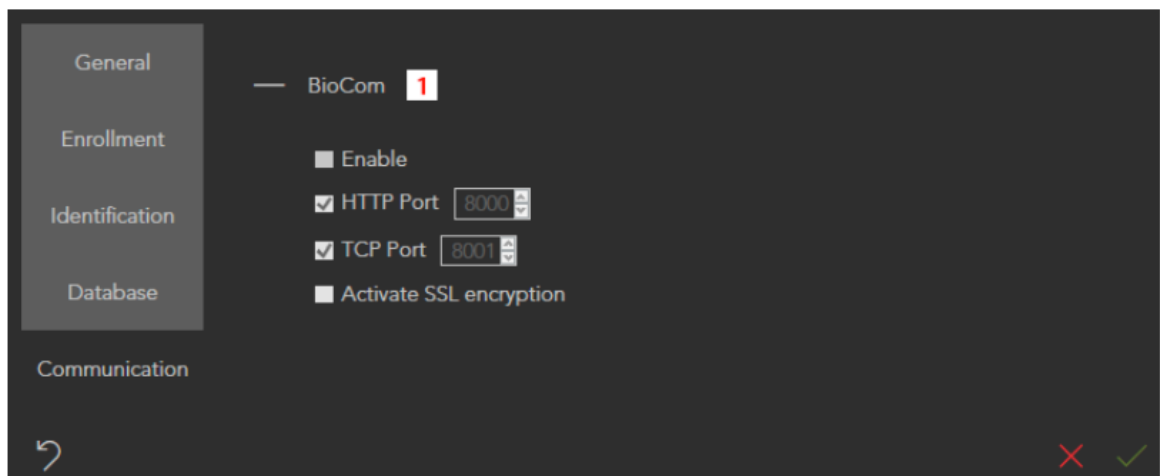 General
Enrollment
Identification
Database
Communication
BioCom 1
Enable
HTTP Port 8000
TCP Port 8001
Activate SSL encryption